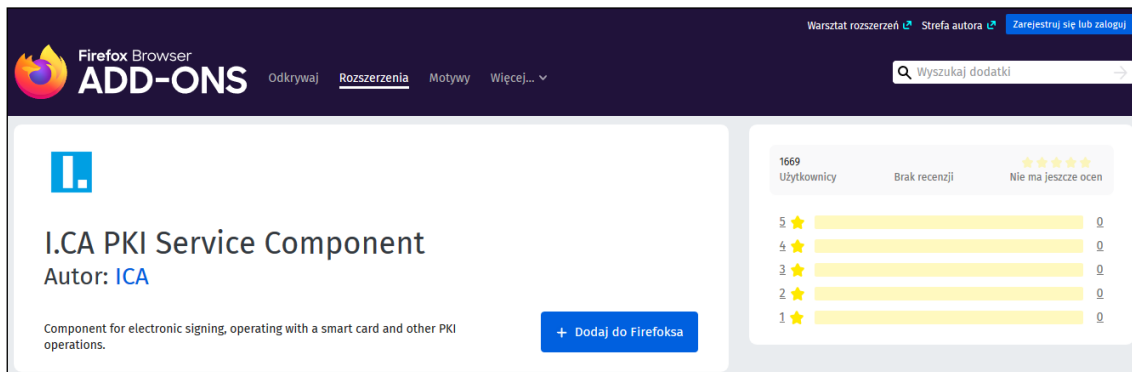 Warsztat rozszerzeń Strefa autora Zarejestruj się lub zaloguj
Firefox Browser
ADD-ONS
Odkrywaj Rozszerzenia Motywy Więcej...
Wyszukaj dodatki
I.
I.CA PKI Service Component
Autor: ICA
Component for electronic signing, operating with a smart card and other PKI
operations.
+ Dodaj do Firefoksa
1669
Użytkownicy Brak recenzji Nie ma jeszcze ocen
5 0
4 0
3 0
2 0
1 0